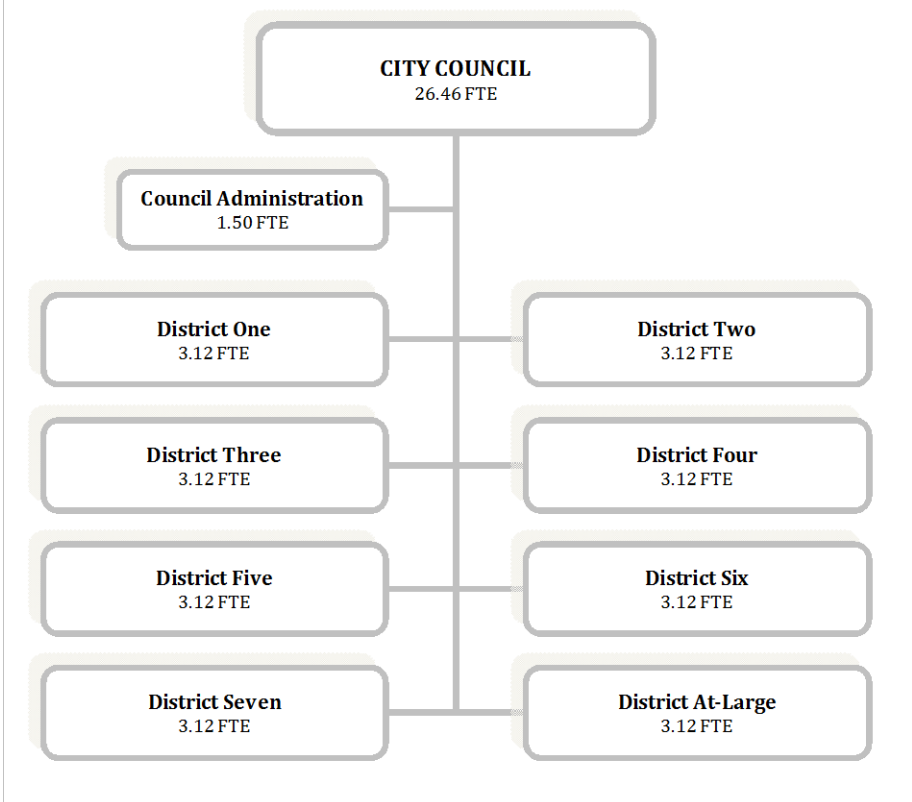 CITY COUNCIL
26.46 FTE
Council Administration
1.50 FTE
District One
3.12 FTE
District Two
3.12 FTE
District Three
3.12 FTE
District Four
3.12 FTE
District Five
3.12 FTE
District Six
3.12 FTE
District Seven
3.12 FTE
District At-Large
3.12 FTE